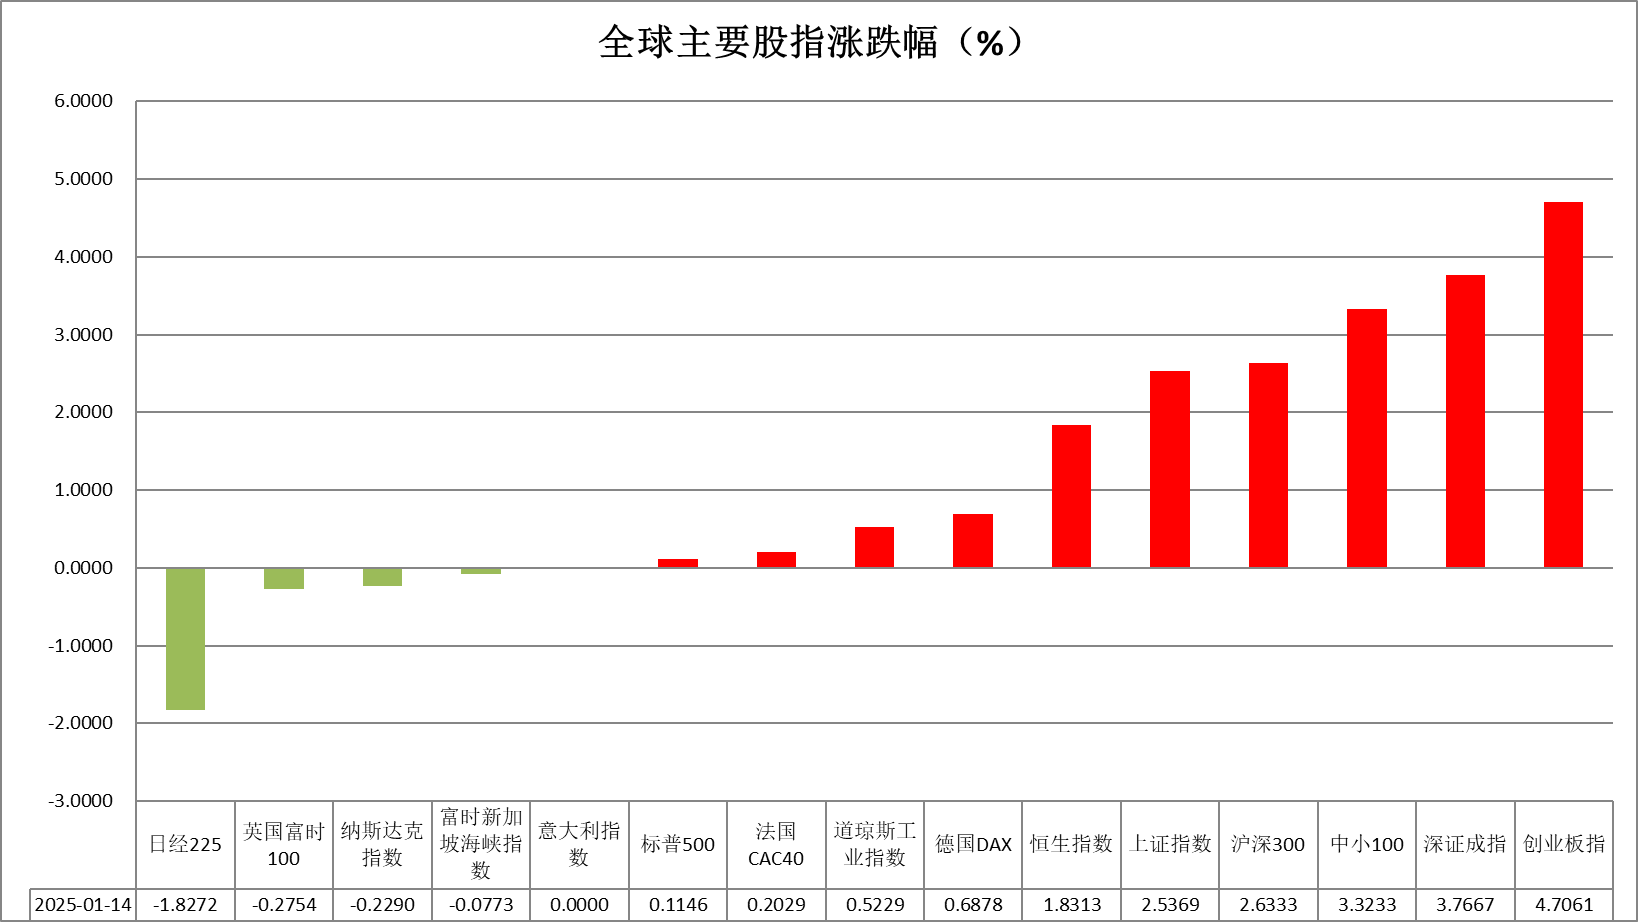 全球主要股指涨跌幅（%）
6.0000
5.0000
4.0000
3.0000
2.0000
1.0000
0.0000
-1.0000
-2.0000
-3.0000
日经225
英国富时
100
纳斯达克
指数
富时新加
坡海峡指
数
意大利指
数
标普500
法国
CAC40
道琼斯工
业指数
德国DAX
恒生指数
上证指数
沪深300
中小100
深证成指
创业板指
2025-01-14 -1.8272 -0.2754 -0.2290 -0.0773 0.0000 0.1146 0.2029 0.5229 0.6878 1.8313 2.5369 2.6333 3.3233 3.7667 4.7061